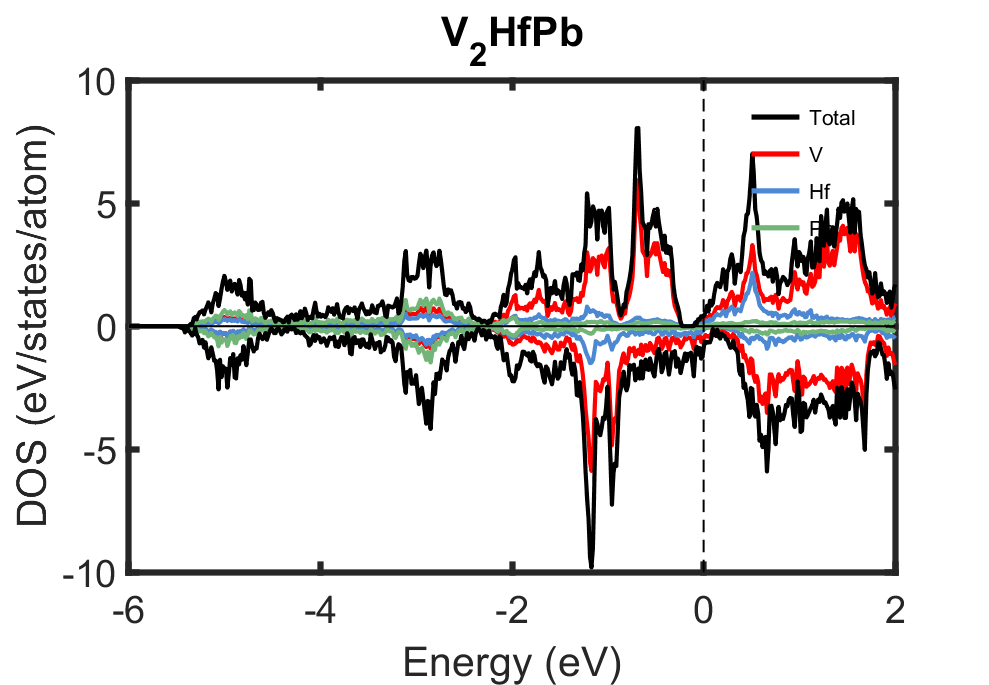 V2HfPb
10
5
0
-5
-10
DOS (eV/states/atom)
Total
V
Hf
-6
-4
-2
0
2
Energy (eV)